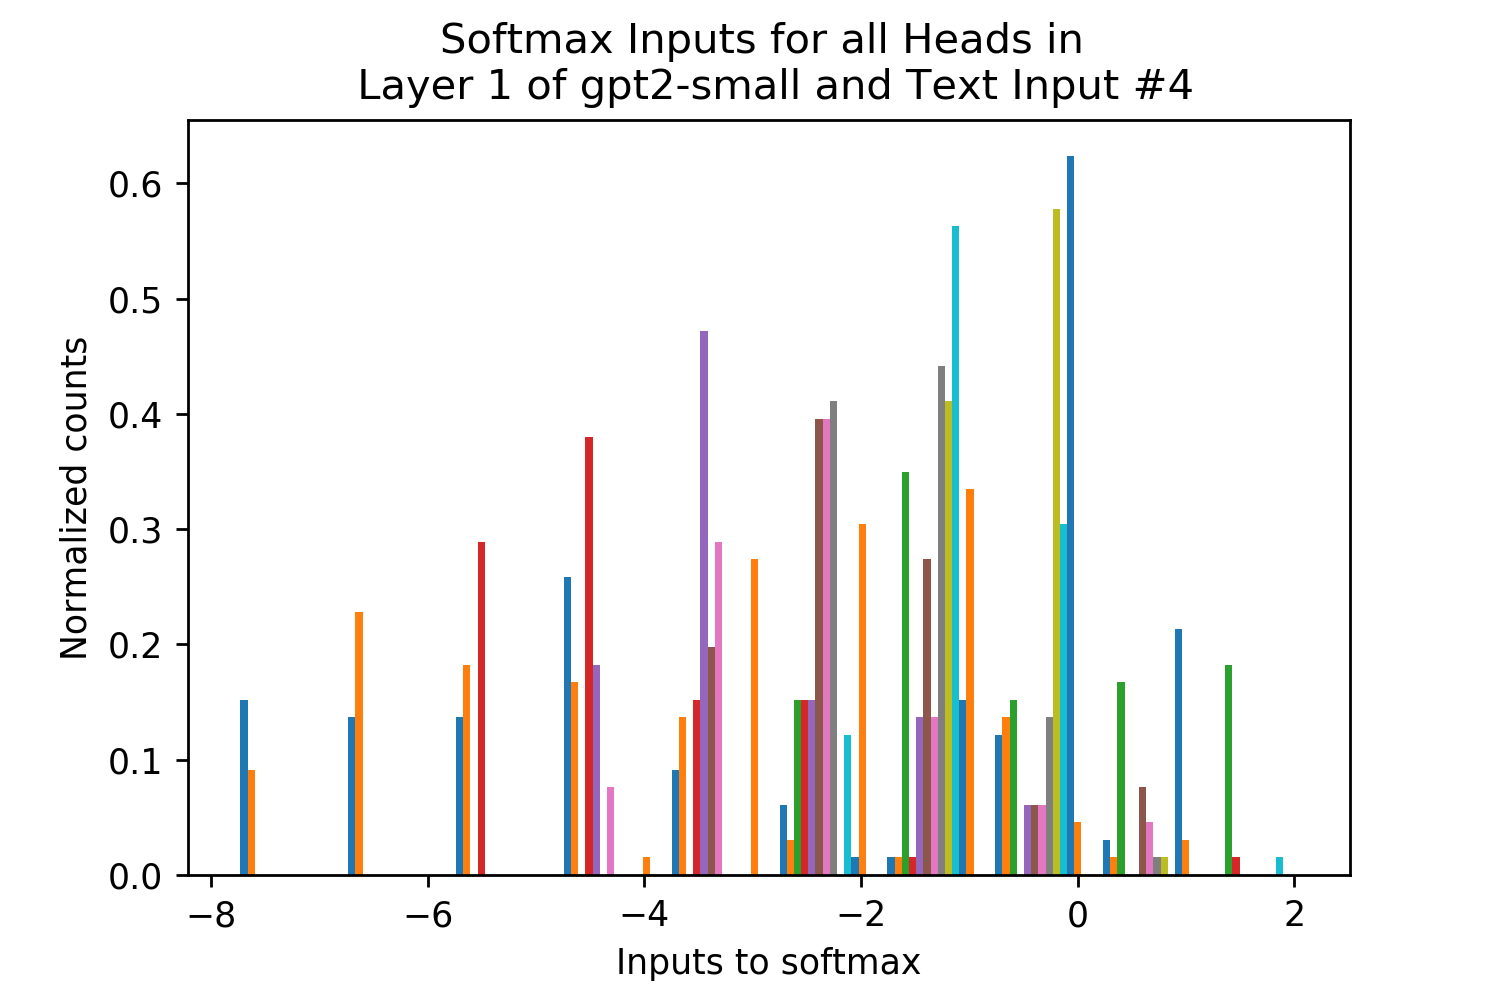 Softmax Inputs for all Heads in
Layer 1 of gpt2-small and Text Input #4
Normalized counts
0.6
0.5
0.4
0.3
0.2
0.1
0.0
−8 −6 −4 −2 0 2
Inputs to softmax